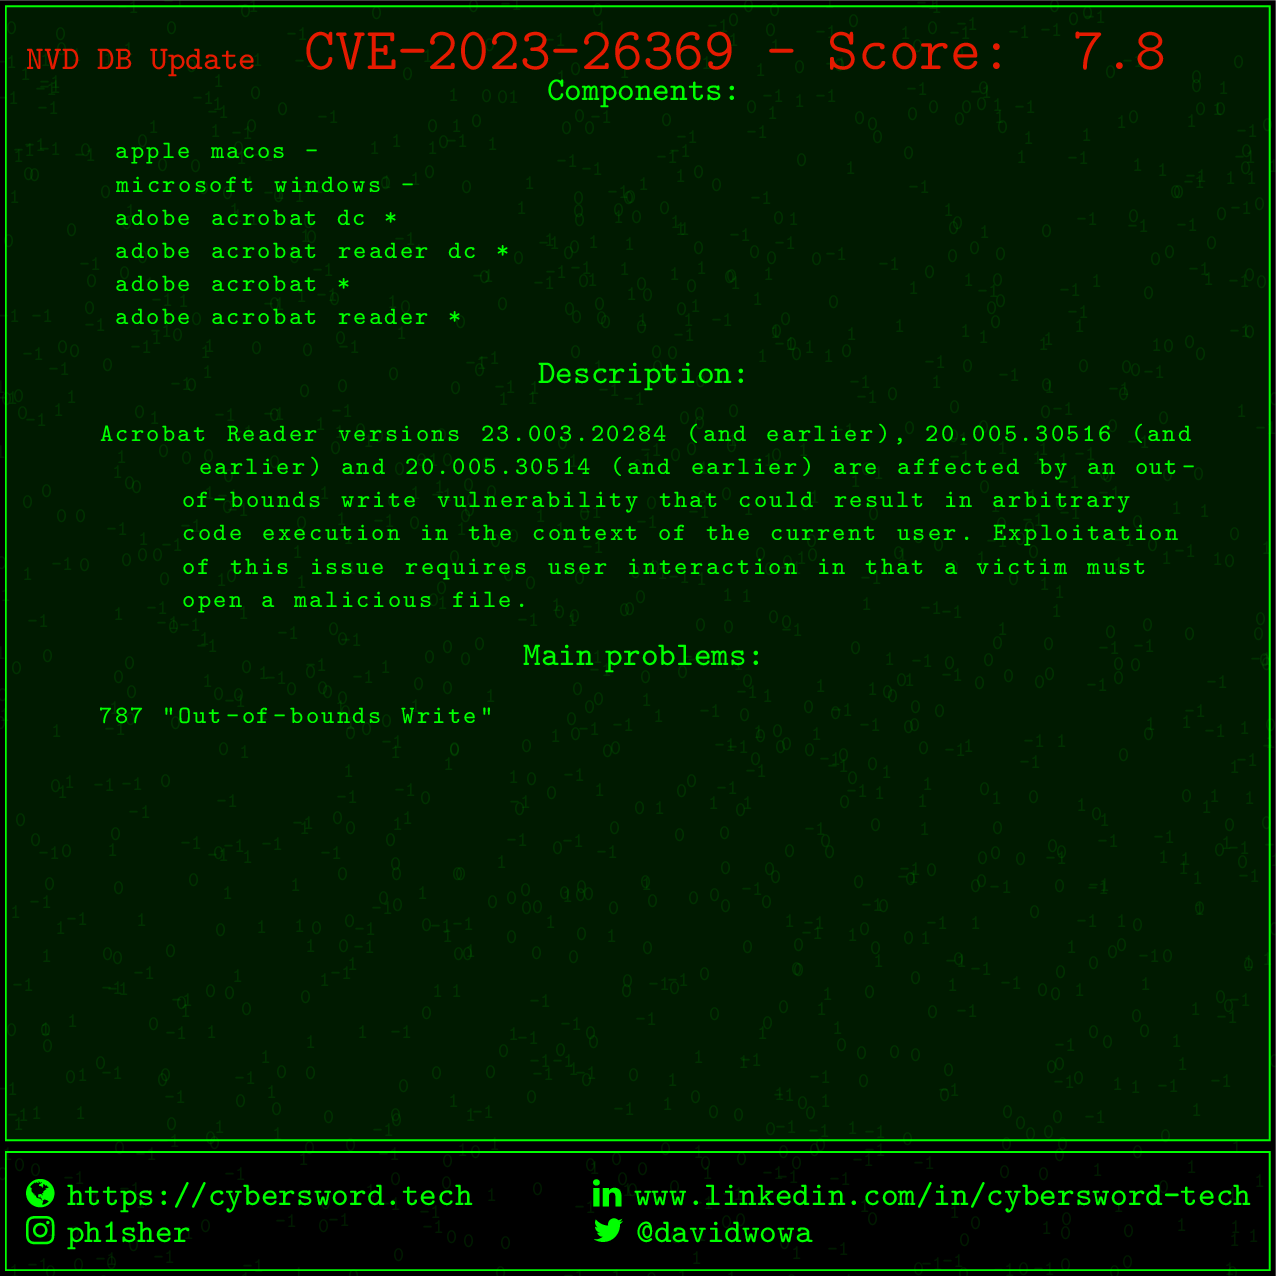 NVD DB Update CVE-2023-26369 - Score: 7.8
Components:
apple macos -
microsoft windows -
adobe acrobat dc *
adobe acrobat reader dc *
adobe acrobat *
adobe acrobat reader *
Description:
Acrobat Reader versions 23.003.20284 (and earlier), 20.005.30516 (and
earlier) and 20.005.30514 (and earlier) are affected by an out-
of-bounds write vulnerability that could result in arbitrary
code execution in the context of the current user. Exploitation
of this issue requires user interaction in that a victim must
open a malicious file.
Main problems:
787 "Out-of-bounds Write"
https://cybersword.tech
www.linkedin.com/in/cybersword-tech
ph1sher
@davidwowa